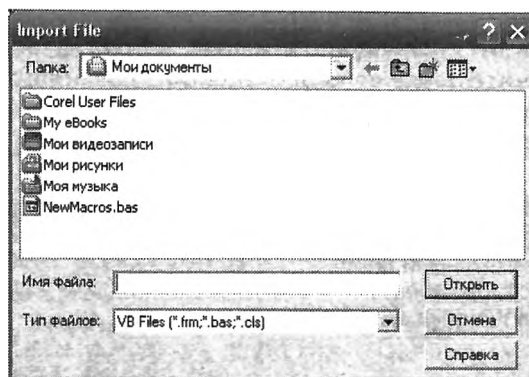 Import File
Папка: Мои документы
Corel User Files
My eBooks
Мои видеозаписи
Мои рисунки
Моя музыка
NewMacros.bas
Имя файла: Открыть
Тип файлов: VB Files (*.frm;*.bas;*.cls) Отмена
Справка